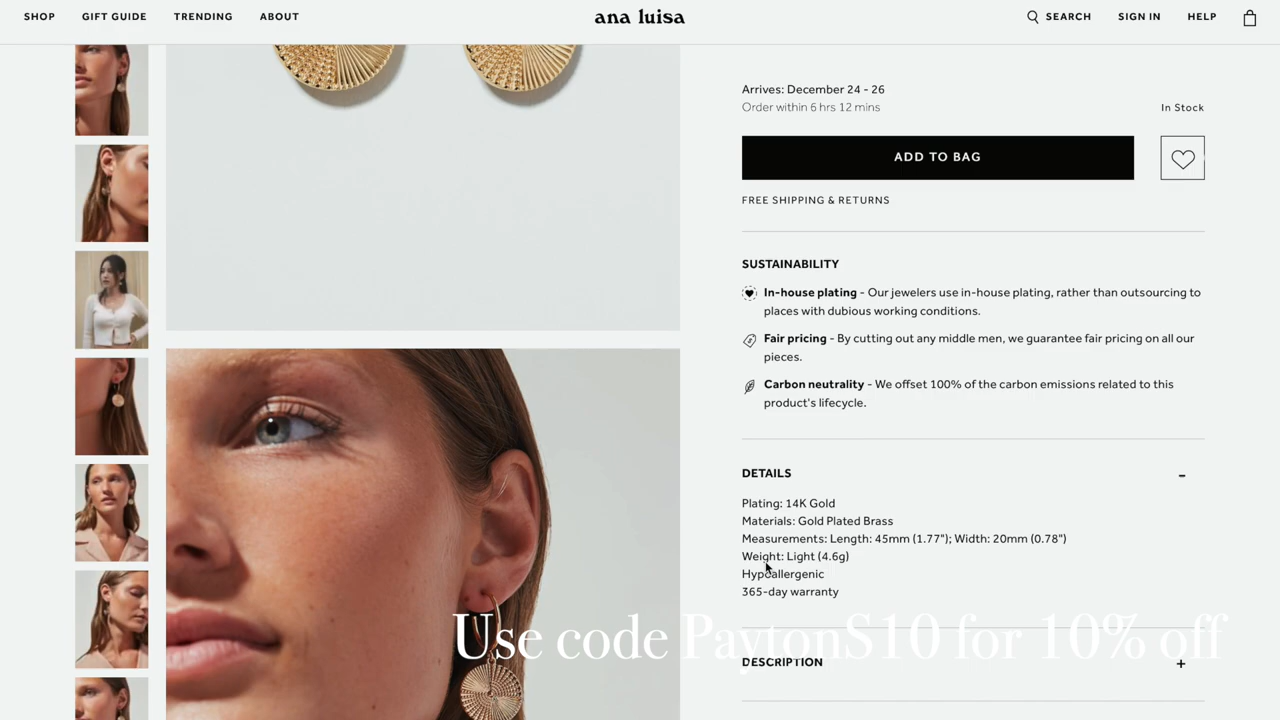 SHOP GIFT GUIDE TRENDING ABOUT ana luisa SEARCH SIGN IN HELP
Arrives: December 24 - 26
Order within 6 hrs 12 mins In Stock
ADD TO BAG
FREE SHIPPING & RETURNS
SUSTAINABILITY
In-house plating - Our jewelers use in-house plating, rather than outsourcing to
places with dubious working conditions.
Fair pricing - By cutting out any middle men, we guarantee fair pricing on all our
pieces.
Carbon neutrality - We offset 100% of the carbon emissions related to this
product's lifecycle.
DETAILS -
Plating: 14K Gold
Materials: Gold Plated Brass
Measurements: Length: 45mm (1.77"); Width: 20mm (0.78")
Weight: Light (4.6g)
Hypoallergenic
365-day warranty
Use code PaytonS10 for 10% off
DESCRIPTION +